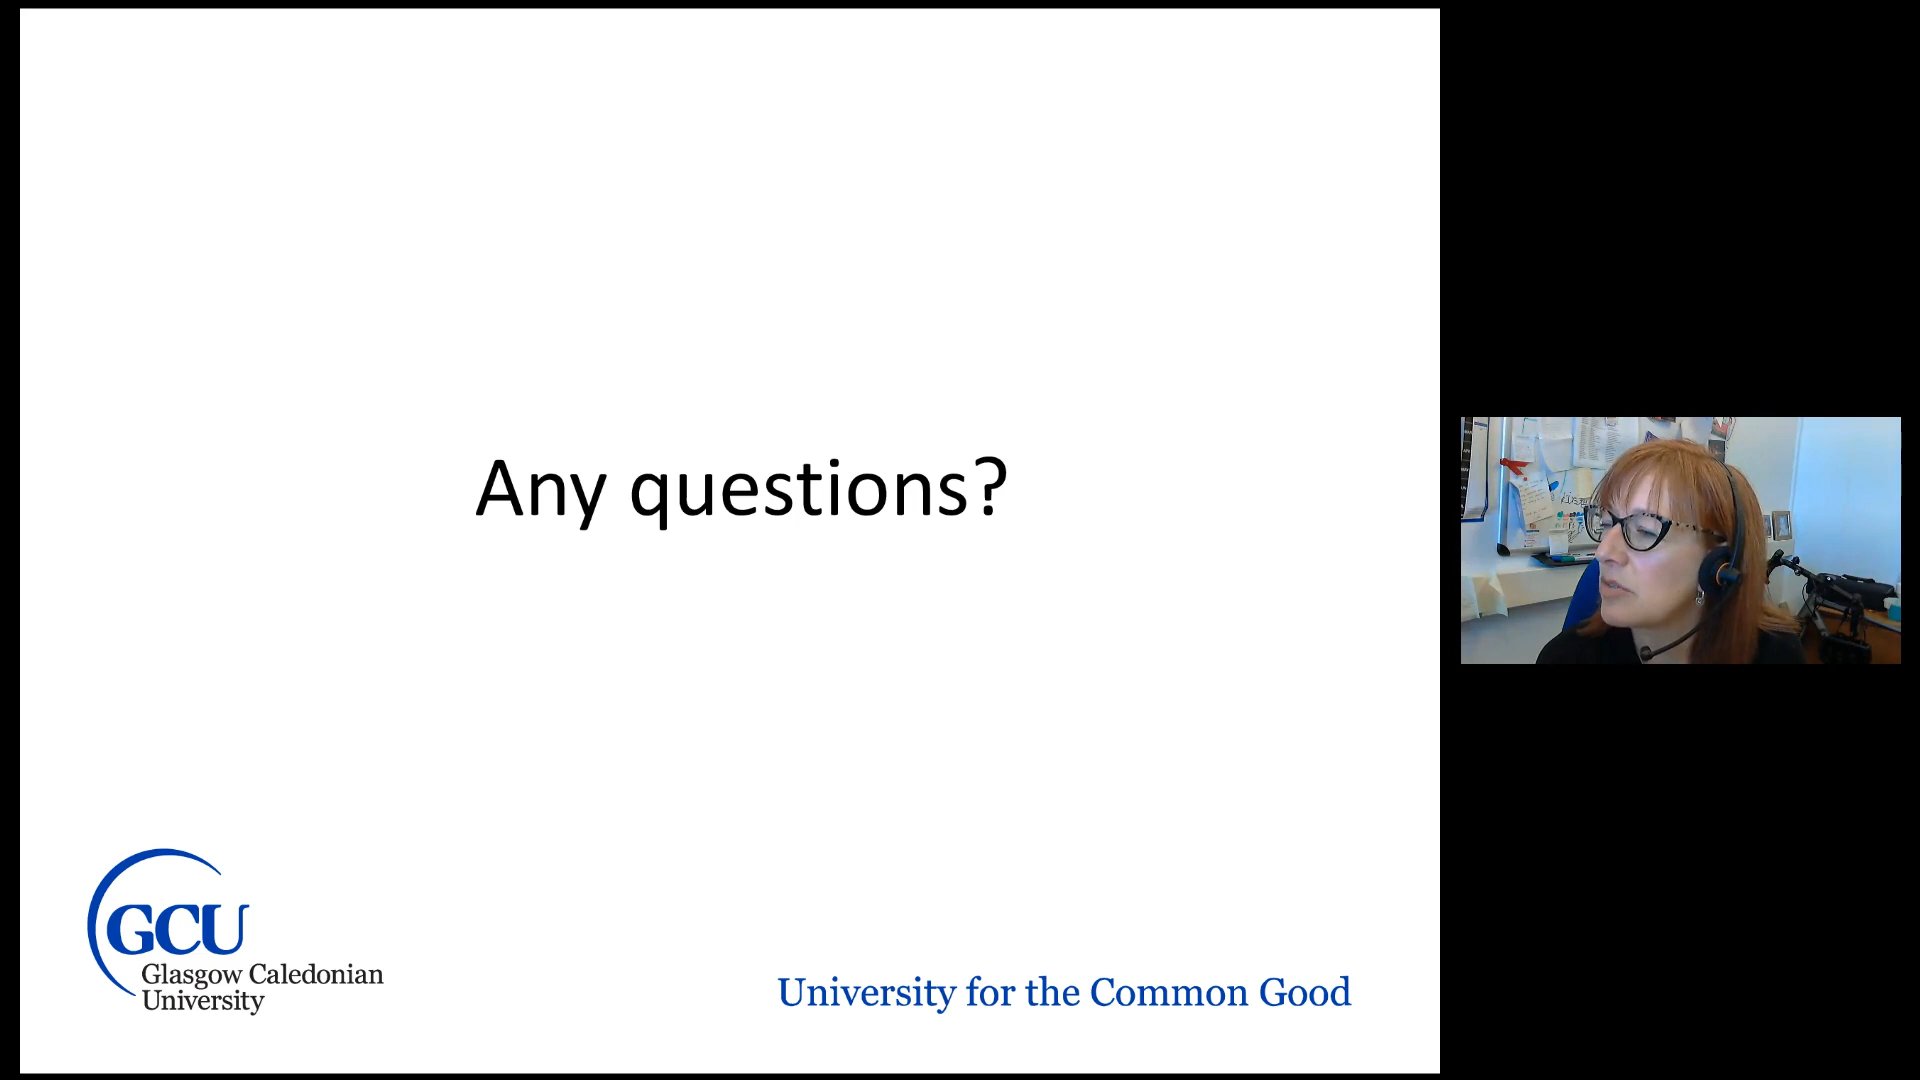 Any questions?
GCU
Glasgow Caledonian
University
University for the Common Good